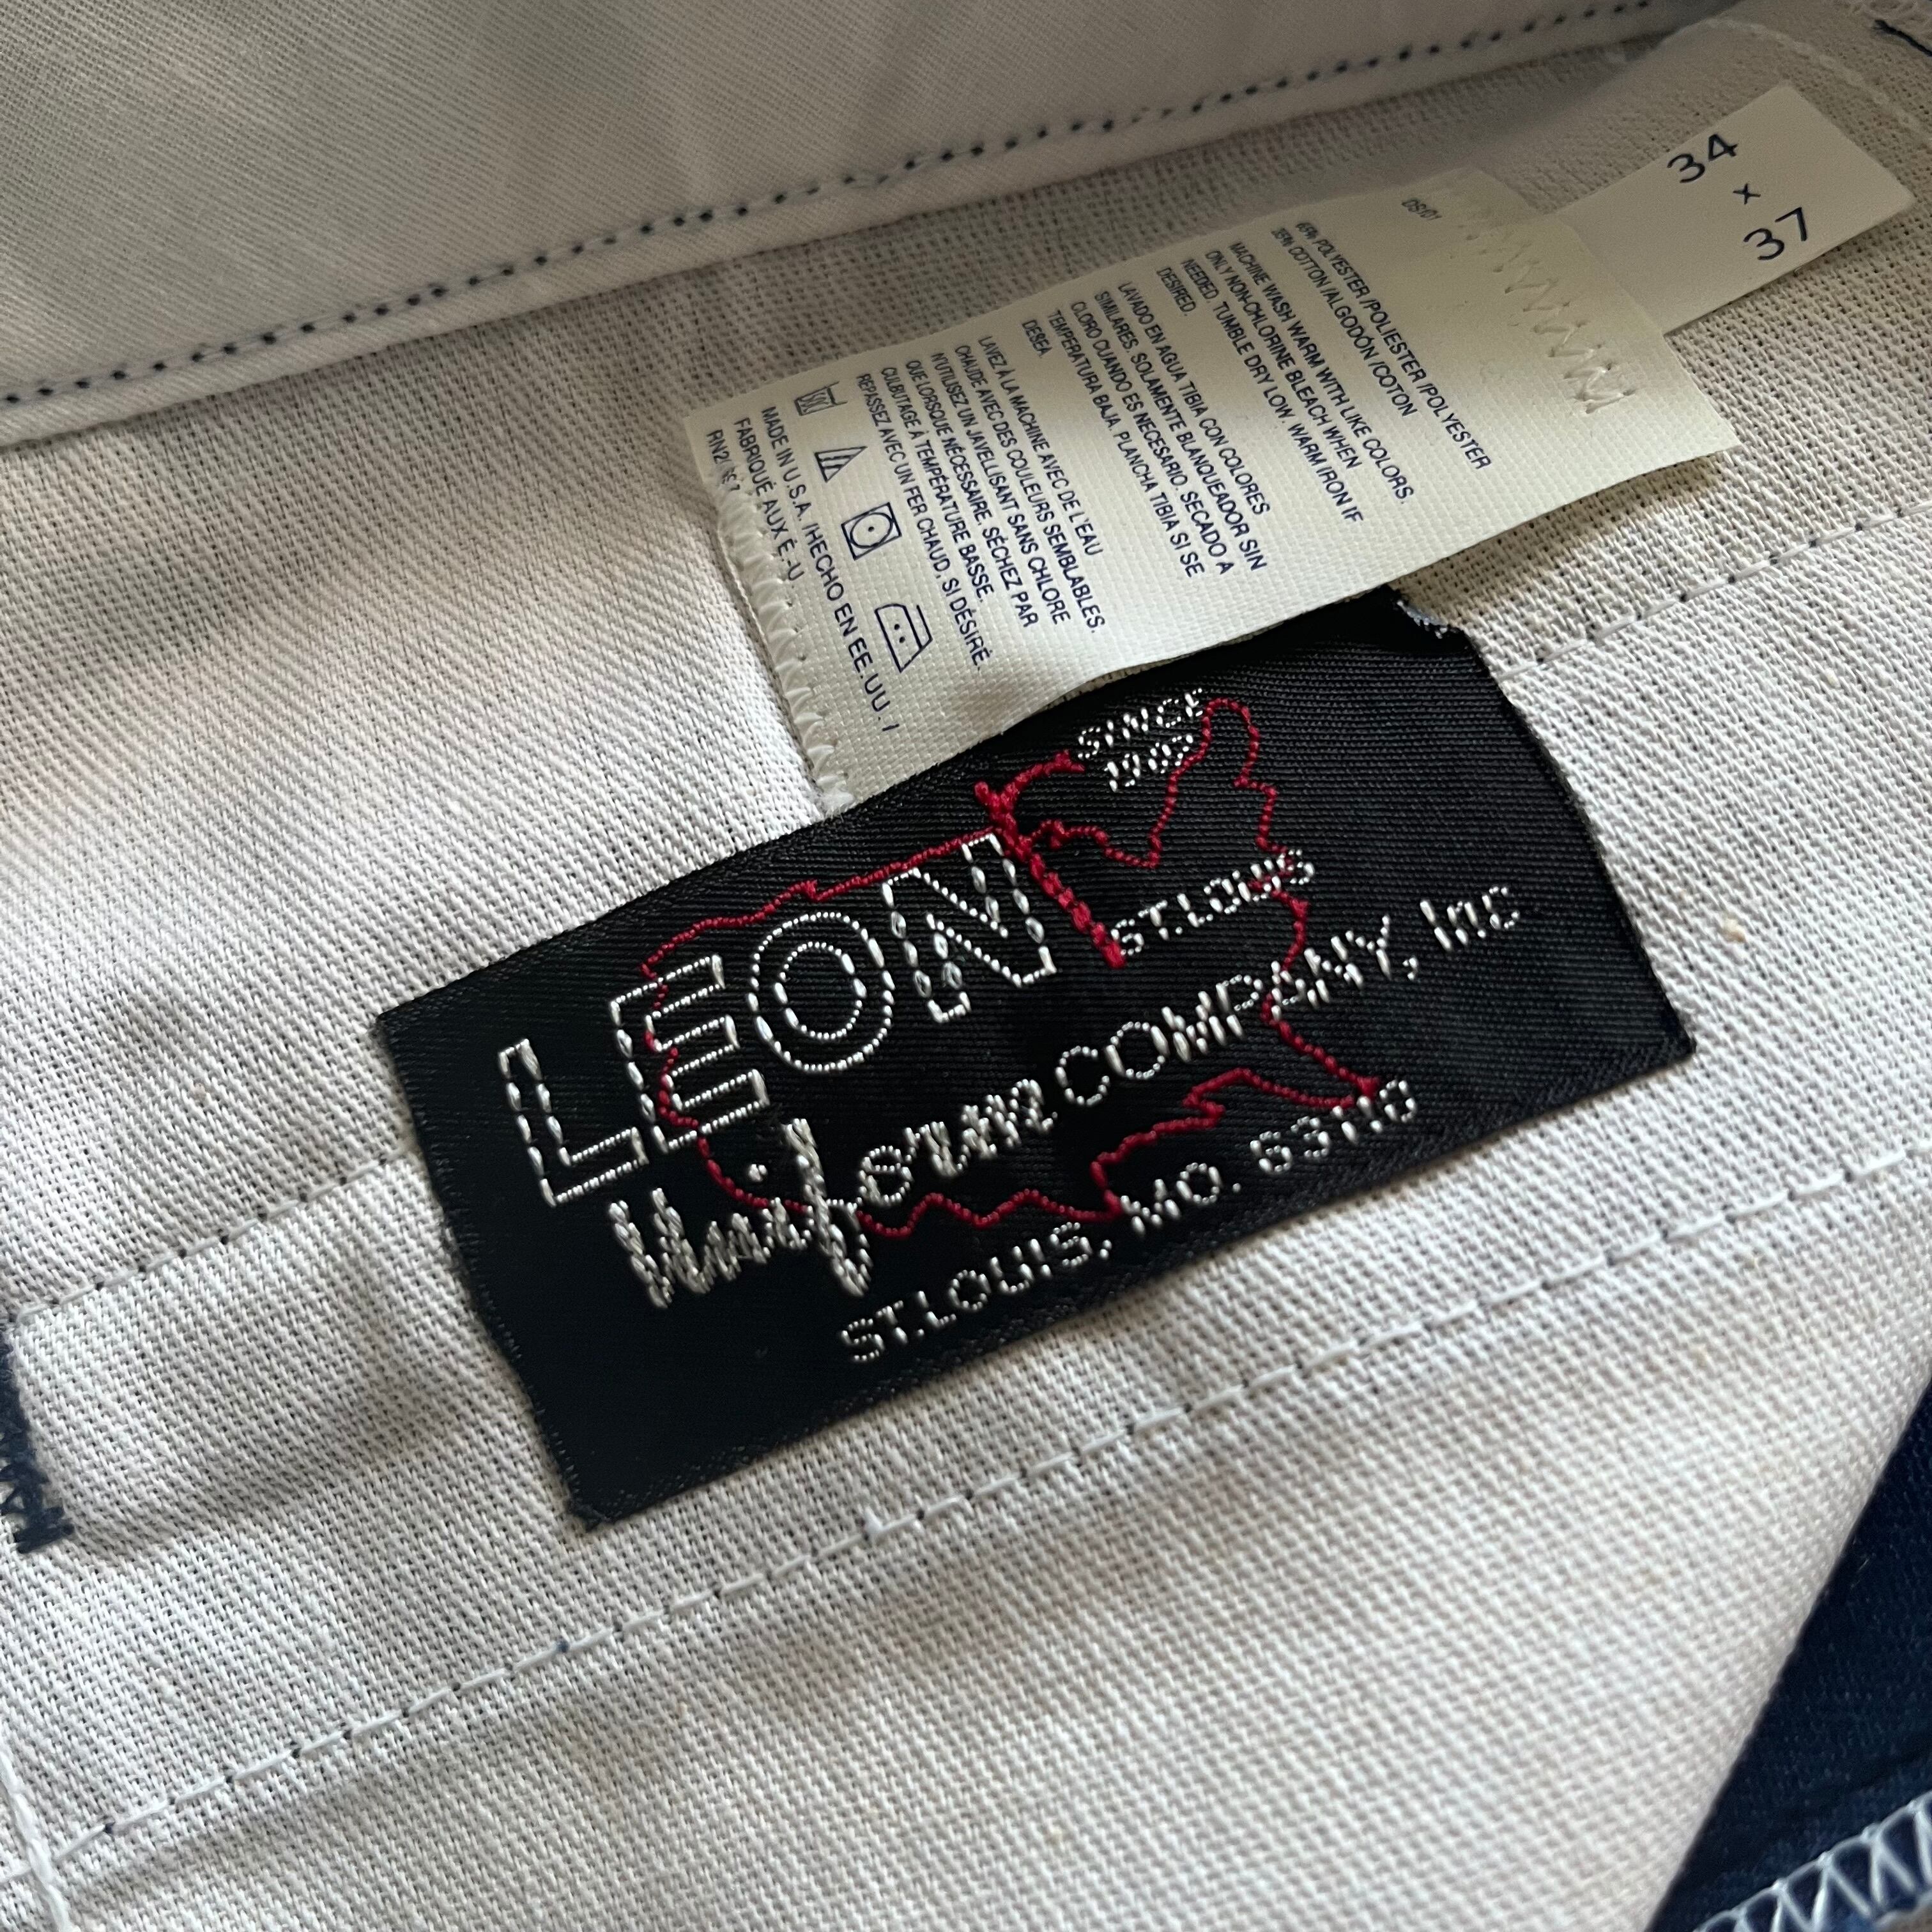 34
x
37
DS101
65% POLYESTER /POLIESTER /POLYESTER
35% COTTON /ALGODÓN /COTON
MACHINE WASH WARM WITH LIKE COLORS.
ONLY NON-CHLORINE BLEACH WHEN
NEEDED. TUMBLE DRY LOW. WARM IRON IF
DESIRED.
LAVADO EN AGUA TIBIA CON COLORES
SIMILARES. SOLAMENTE BLANQUEADOR SIN
CLORO CUANDO ES NECESARIO. SECADO A
TEMPERATURA BAJA. PLANCHA TIBIA SI SE
DESEA
LAVEZ À LA MACHINE AVEC DE L'EAU
CHAUDE AVEC DES COULEURS SEMBLABLES.
N'UTILISEZ UN JAVELLISANT SANS CHLORE
QUE LORSQUE NÉCESSAIRE. SÉCHEZ PAR
CULBUTAGE À TEMPÉRATURE BASSE.
REPASSEZ AVEC UN FER CHAUD, SI DÉSIRÉ.
MADE IN U.S.A. /HECHO EN EE.UU. /
FABRIQUÉ AUX É-U
SINCE
LEON
ST.LOUIS
Uniform COMPANY, Inc
ST.LOUIS, MO. 63110